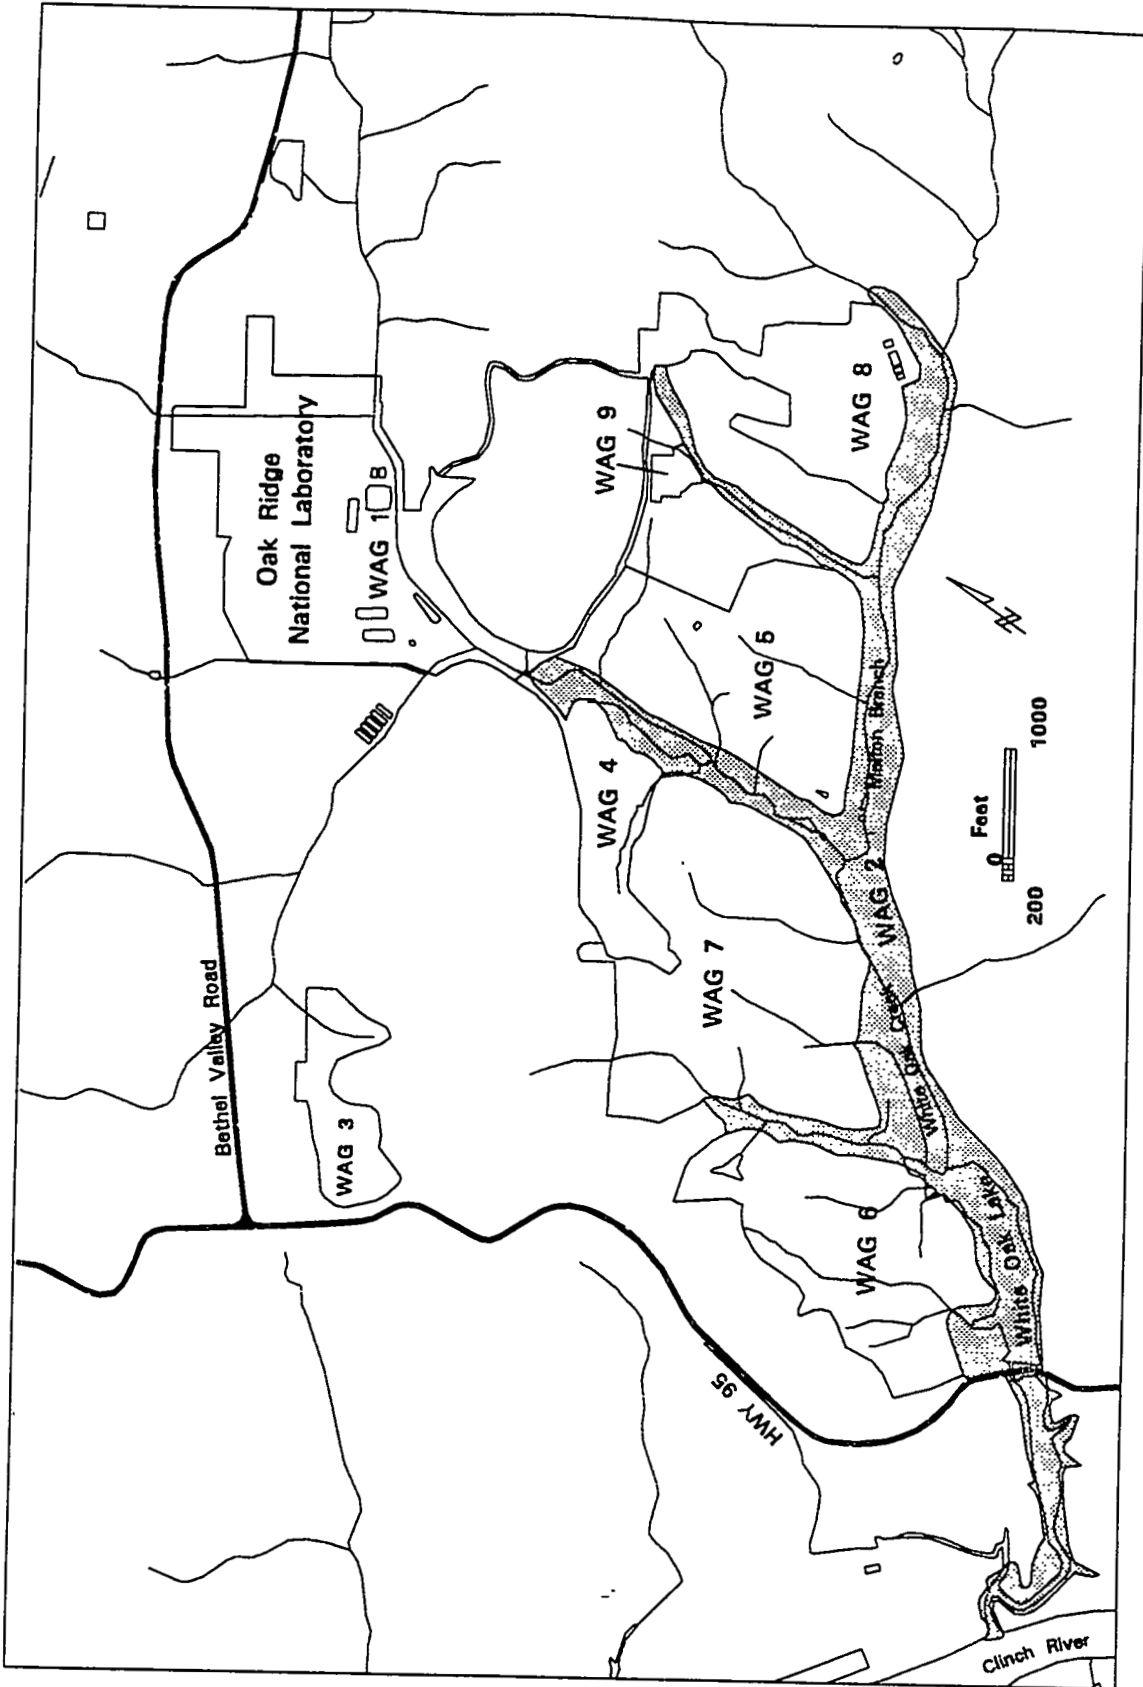 Oak Ridge
National Laboratory
WAG 1
B
WAG 9
WAG 8
WAG 5
Melton Branch
WAG 4
WAG 2
WAG 7
White Oak Creek
WAG 3
WAG 6
White Oak Lake
Bethel Valley Road
HWY 95
Clinch River
Feet
200
0
1000